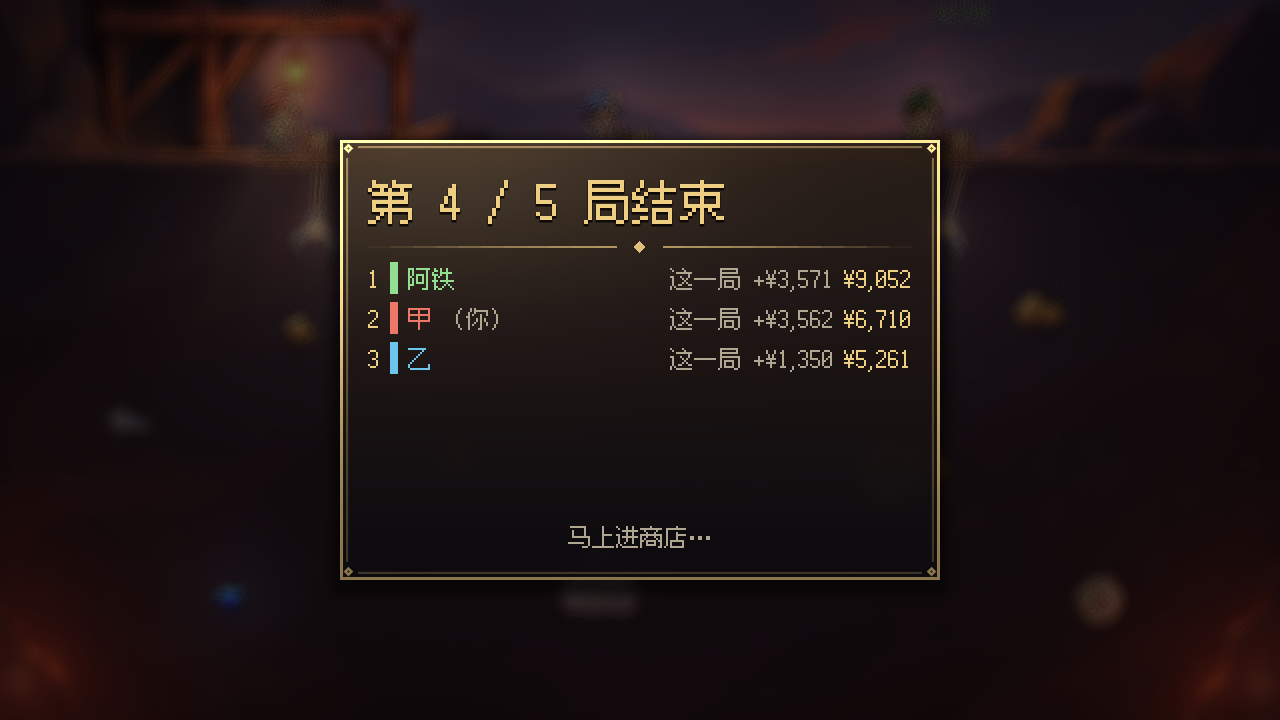 第 4 / 5 局结束
1 阿铁 这一局 +¥3,571 ¥9,052
2 甲 （你） 这一局 +¥3,562 ¥6,710
3 乙 这一局 +¥1,350 ¥5,261
马上进商店…